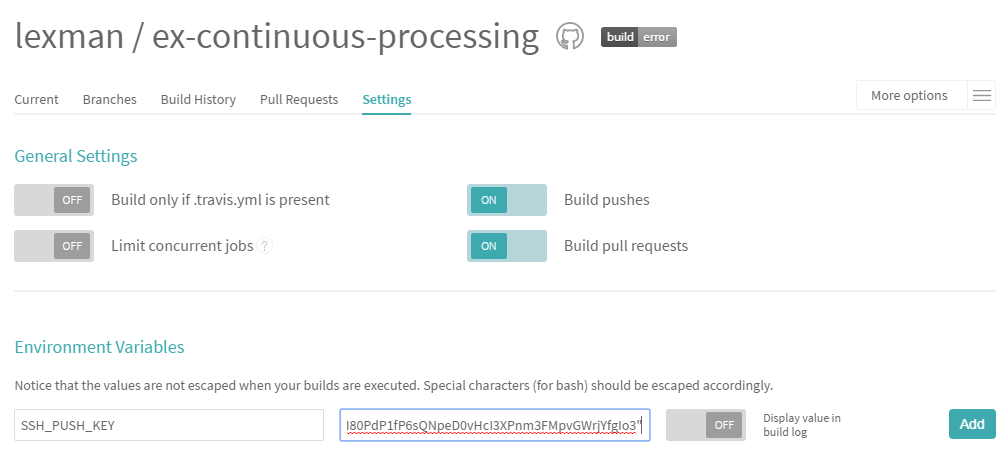 lexman / ex-continuous-processing build error
Current Branches Build History Pull Requests Settings More options
General Settings
OFF Build only if .travis.yml is present ON Build pushes
OFF Limit concurrent jobs ? ON Build pull requests
Environment Variables
Notice that the values are not escaped when your builds are executed. Special characters (for bash) should be escaped accordingly.
SSH_PUSH_KEY OFF Display value in
build log
Add